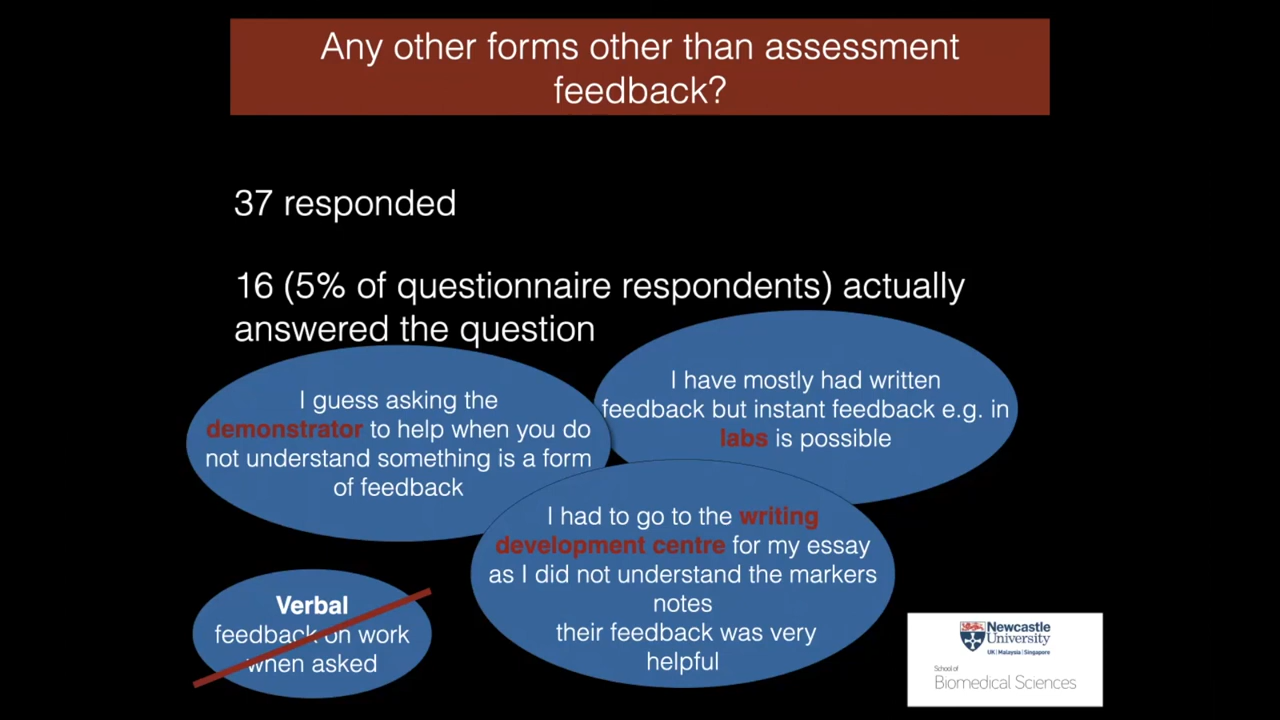 Any other forms other than assessment
feedback?
37 responded
16 (5% of questionnaire respondents) actually
answered the question
I guess asking the
demonstrator to help when you do
not understand something is a form
of feedback
I have mostly had written
feedback but instant feedback e.g. in
labs is possible
I had to go to the writing
development centre for my essay
as I did not understand the markers
notes
their feedback was very
helpful
Verbal
feedback on work
when asked
Newcastle
University
UK | Malaysia | Singapore
School of
Biomedical Sciences